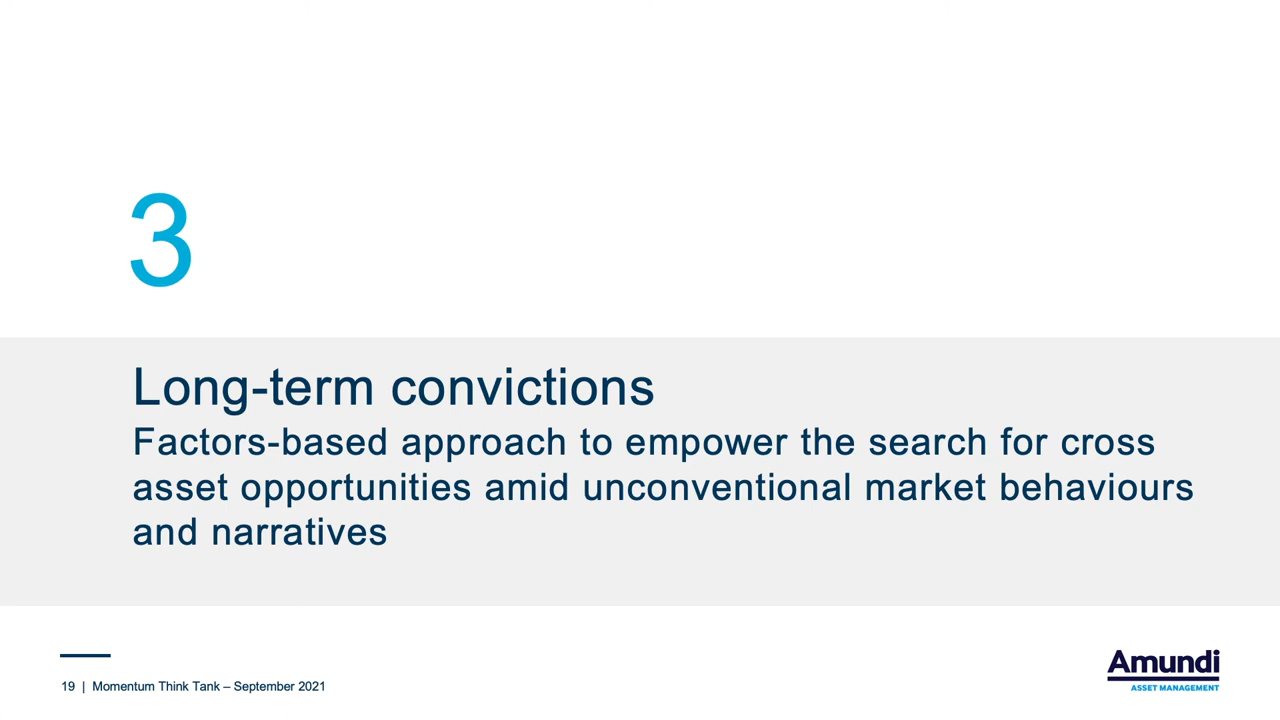 3
Long-term convictions
Factors-based approach to empower the search for cross
asset opportunities amid unconventional market behaviours
and narratives
19 | Momentum Think Tank – September 2021
Amundi
ASSET MANAGEMENT